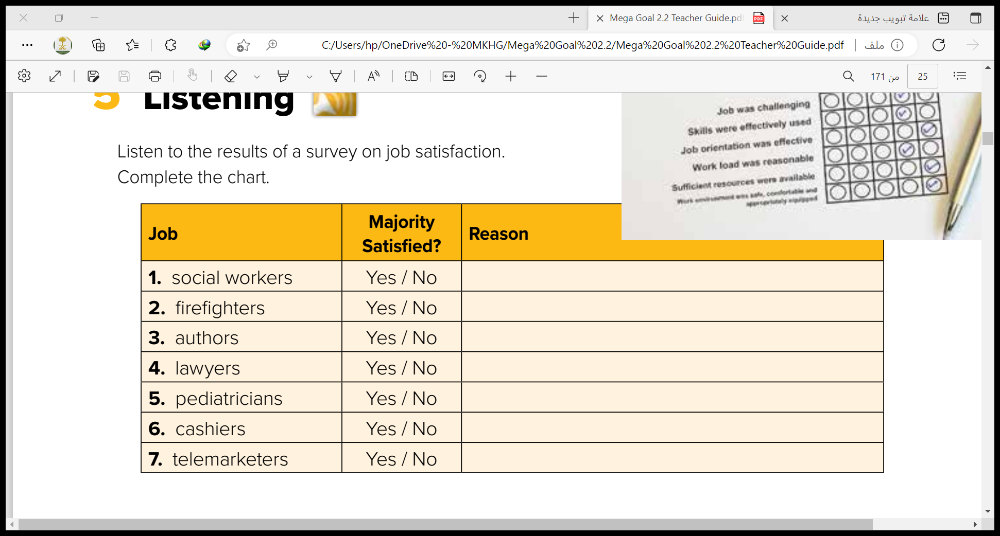 Mega Goal 2.2 Teacher Guide.pd
PDF
علامة تبويب جديدة
C:/Users/hp/OneDrive%20-%20MKHG/Mega%20Goal%202.2/Mega%20Goal%202.2%20Teacher%20Guide.pdf
ملف
25
من 171
5 Listening
Listen to the results of a survey on job satisfaction.
Complete the chart.
Job was challenging
Skills were effectively used
Job orientation was effective
Work load was reasonable
Sufficient resources were available
Work environment was safe, comfortable and
appropriately equipped
Job Majority Satisfied? Reason
1. social workers Yes / No
2. firefighters Yes / No
3. authors Yes / No
4. lawyers Yes / No
5. pediatricians Yes / No
6. cashiers Yes / No
7. telemarketers Yes / No